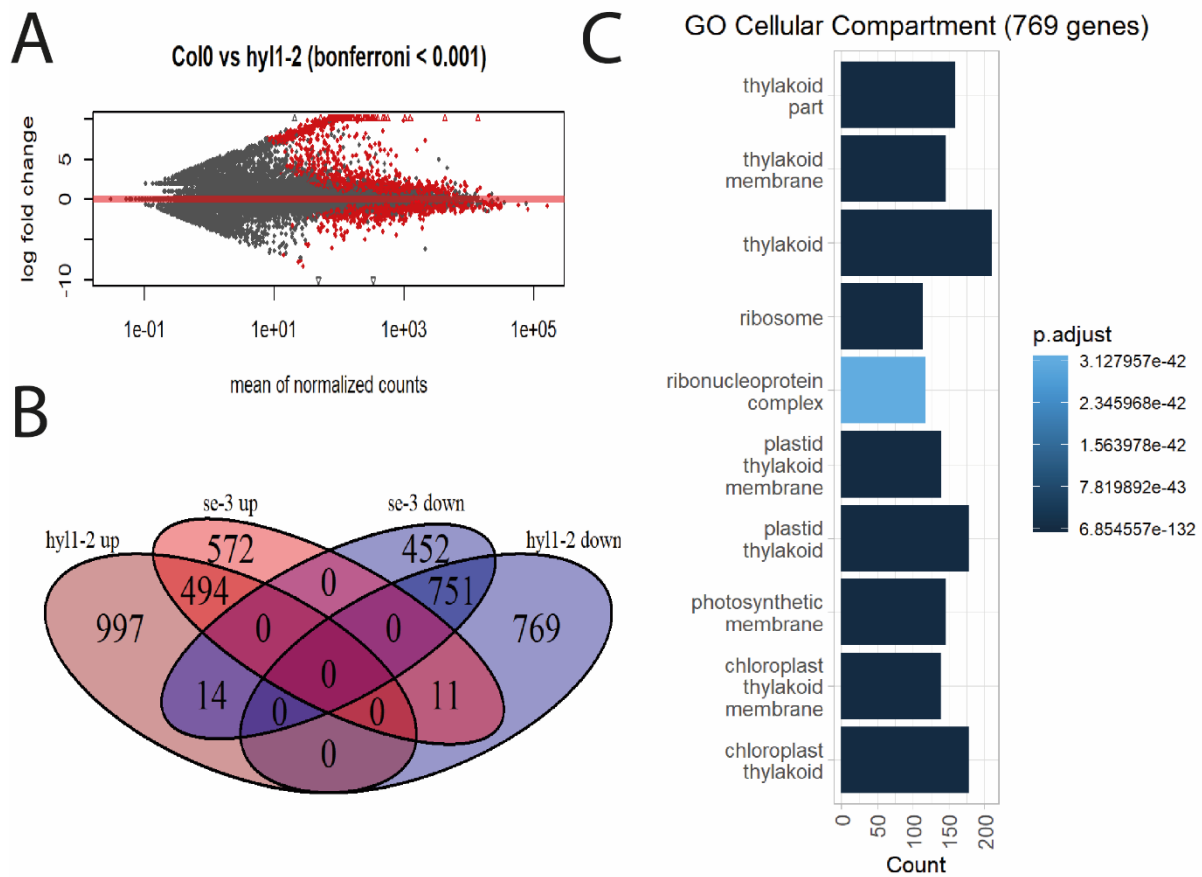 A
Col0 vs hyl1-2 (bonferroni < 0.001)
log fold change
5
0
-10
1e-01
1e+01
1e+03
1e+05
mean of normalized counts
B
se-3 up
se-3 down
hyl1-2 up
hyl1-2 down
572
452
0
494
751
997
0
0
769
0
14
0
0
11
0
C
GO Cellular Compartment (769 genes)
thylakoid
part
thylakoid
membrane
thylakoid
ribosome
ribonucleoprotein
complex
plastid
thylakoid
membrane
plastid
thylakoid
photosynthetic
membrane
chloroplast
thylakoid
membrane
chloroplast
thylakoid
0
50
100
150
200
Count
p.adjust
3.127957e-42
2.345968e-42
1.563978e-42
7.819892e-43
6.854557e-132